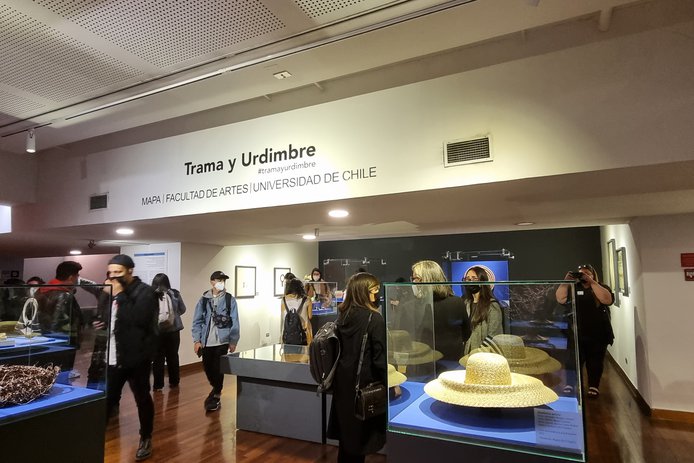 Trama y Urdimbre
#tramayurdimbre
MAPA | FACULTAD DE ARTES | UNIVERSIDAD DE CHILE